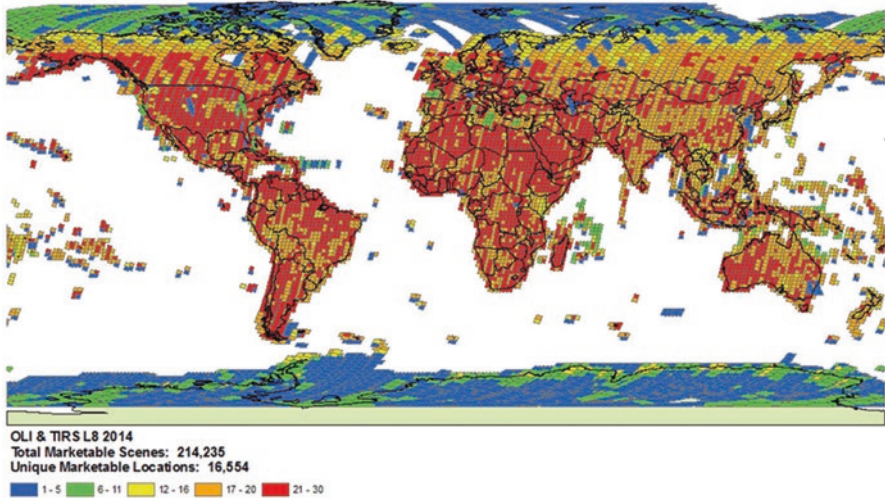 OLI & TIRS L8 2014
Total Marketable Scenes: 214,235
Unique Marketable Locations: 16,554
1 - 5 6 - 11 12 - 16 17 - 20 21 - 30